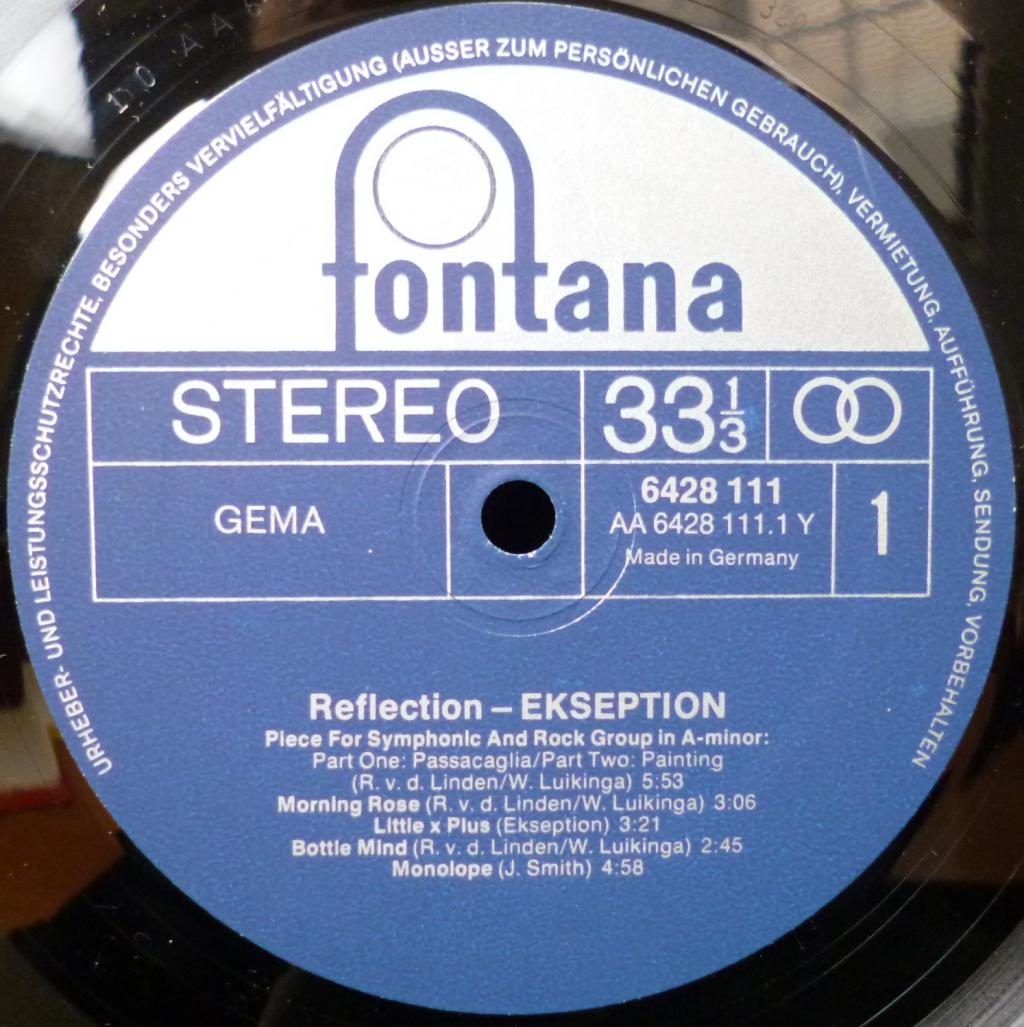 URHEBER- UND LEISTUNGSSCHUTZRECHTE, BESONDERS VERVIELFÄLTIGUNG (AUSSER ZUM PERSÖNLICHEN GEBRAUCH), VERMIETUNG, AUFFÜHRUNG, SENDUNG, VORBEHALTEN
fontana
STEREO
33 1/3
GEMA
6428 111
AA 6428 111.1 Y
Made in Germany
1
Reflection – EKSEPTION
Piece For Symphonic And Rock Group in A-minor:
Part One: Passacaglia/Part Two: Painting
(R. v. d. Linden/W. Luikinga) 5:53
Morning Rose (R. v. d. Linden/W. Luikinga) 3:06
Little x Plus (Ekseption) 3:21
Bottle Mind (R. v. d. Linden/W. Luikinga) 2:45
Monolope (J. Smith) 4:58
320